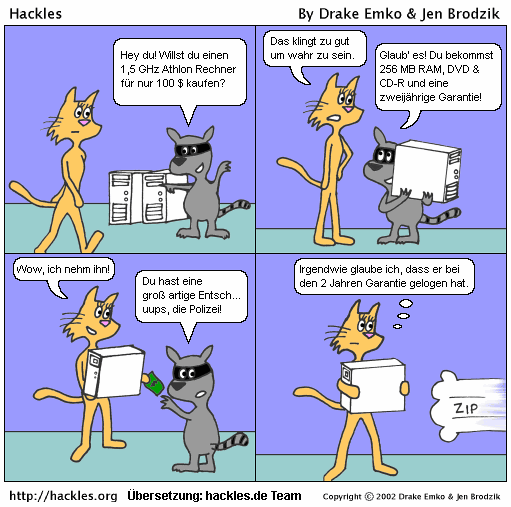 Hackles
By Drake Emko & Jen Brodzik
Hey du! Willst du einen
1,5 GHz Athlon Rechner
für nur 100 $ kaufen?
Das klingt zu gut
um wahr zu sein.
Glaub' es! Du bekommst
256 MB RAM, DVD &
CD-R und eine
zweijährige Garantie!
Wow, ich nehm ihn!
Du hast eine
groß artige Entsch...
uups, die Polizei!
Irgendwie glaube ich, dass er bei
den 2 Jahren Garantie gelogen hat.
ZIP
http://hackles.org
Übersetzung: hackles.de Team
Copyright © 2002 Drake Emko & Jen Brodzik